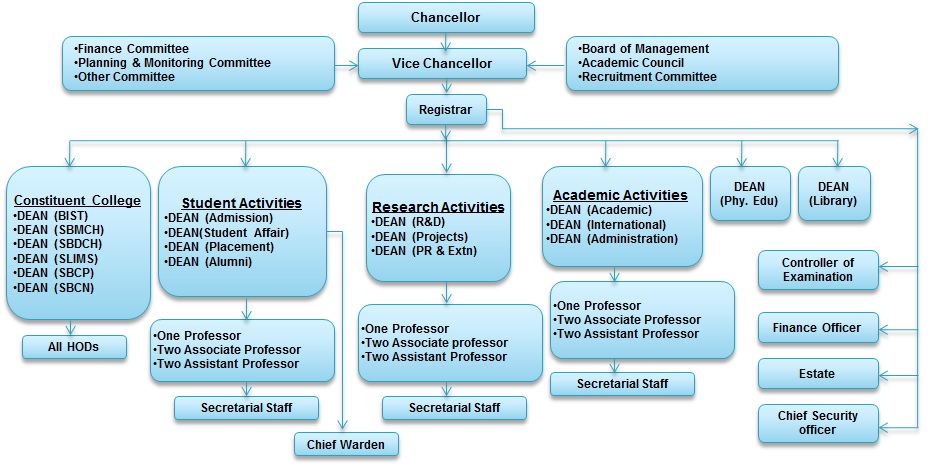 Chancellor
•Finance Committee
•Planning & Monitoring Committee
•Other Committee
Vice Chancellor
•Board of Management
•Academic Council
•Recruitment Committee
Registrar
Constituent College
•DEAN (BIST)
•DEAN (SBMCH)
•DEAN (SBDCH)
•DEAN (SLIMS)
•DEAN (SBCP)
•DEAN (SBCN)
All HODs
Student Activities
•DEAN (Admission)
•DEAN(Student Affair)
•DEAN (Placement)
•DEAN (Alumni)
•One Professor
•Two Associate Professor
•Two Assistant Professor
Secretarial Staff
Chief Warden
Research Activities
•DEAN (R&D)
•DEAN (Projects)
•DEAN (PR & Extn)
•One Professor
•Two Associate professor
•Two Assistant Professor
Secretarial Staff
Academic Activities
•DEAN (Academic)
•DEAN (International)
•DEAN (Administration)
•One Professor
•Two Associate Professor
•Two Assistant Professor
Secretarial Staff
DEAN
(Phy. Edu)
DEAN
(Library)
Controller of
Examination
Finance Officer
Estate
Chief Security
officer